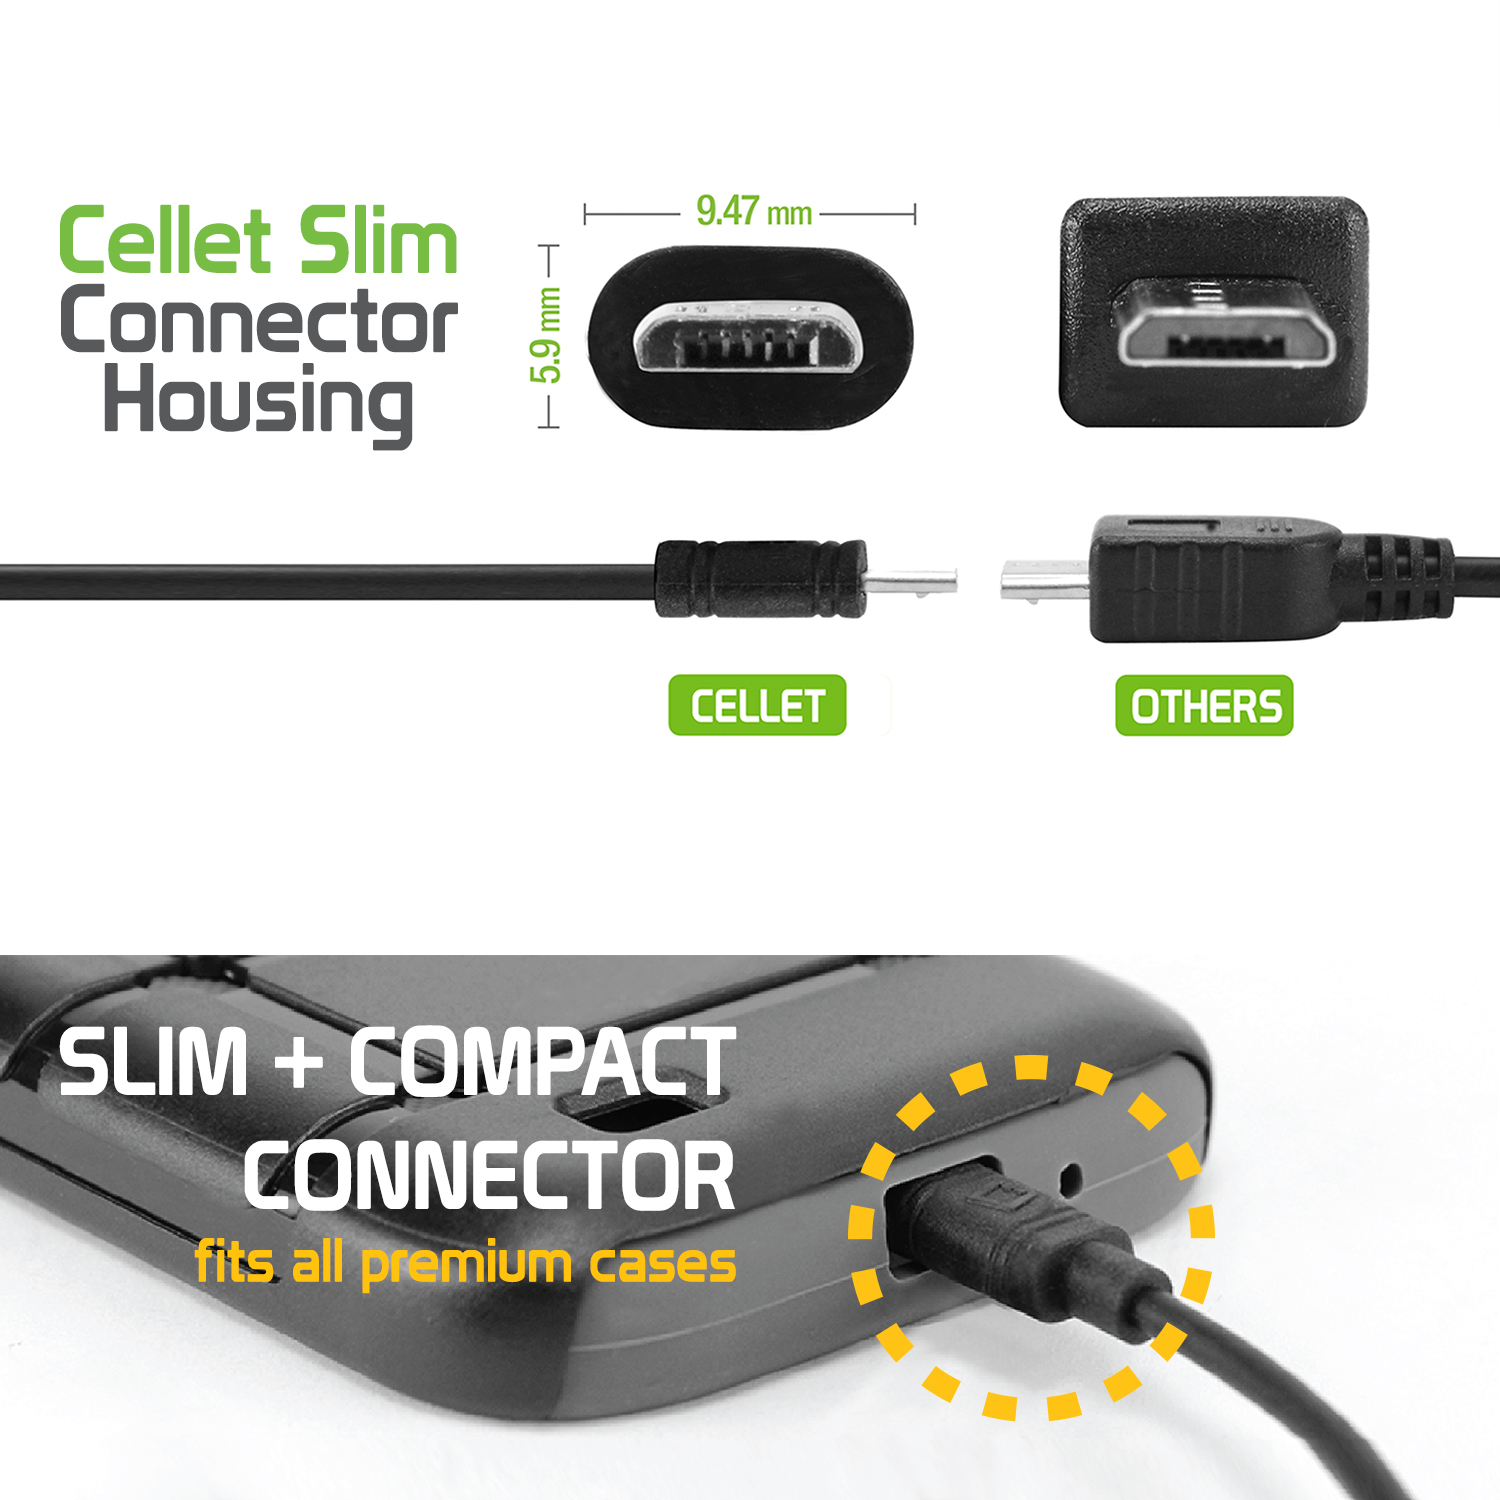 Cellet Slim
Connector
Housing
9.47 mm
5.9 mm
CELLET
OTHERS
SLIM + COMPACT
CONNECTOR
fits all premium cases